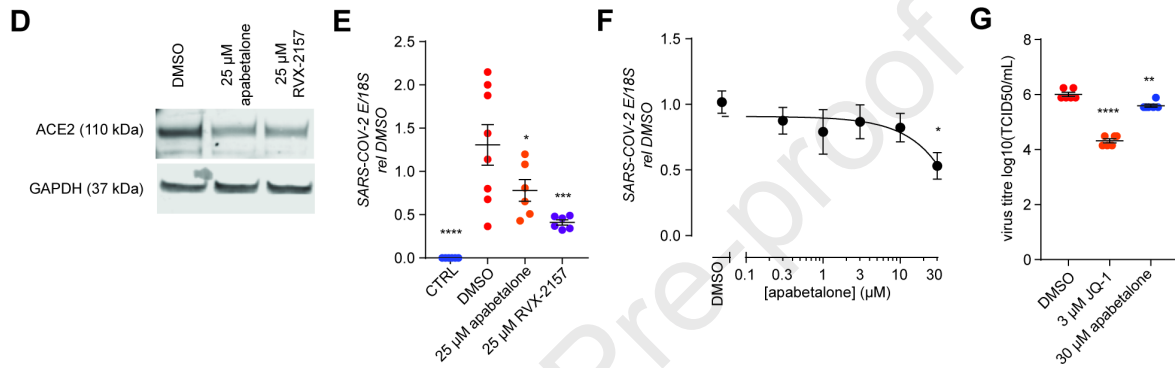 D
DMSO
25 µM
apabetalone
25 µM
RVX-2157
ACE2 (110 kDa)
GAPDH (37 kDa)
E
SARS-COV-2 E/18S
rel DMSO
2.5
2.0
1.5
1.0
0.5
0.0
****
*
***
CTRL
DMSO
25 µM apabetalone
25 µM RVX-2157
F
SARS-COV-2 E/18S
rel DMSO
1.5
1.0
0.5
0.0
*
DMSO
0.1
0.3
1
3
10
30
[apabetalone] (µM)
G
virus titre log10(TCID50/mL)
8
6
4
2
0
****
**
DMSO
3 µM JQ-1
30 µM apabetalone
Pre-proof